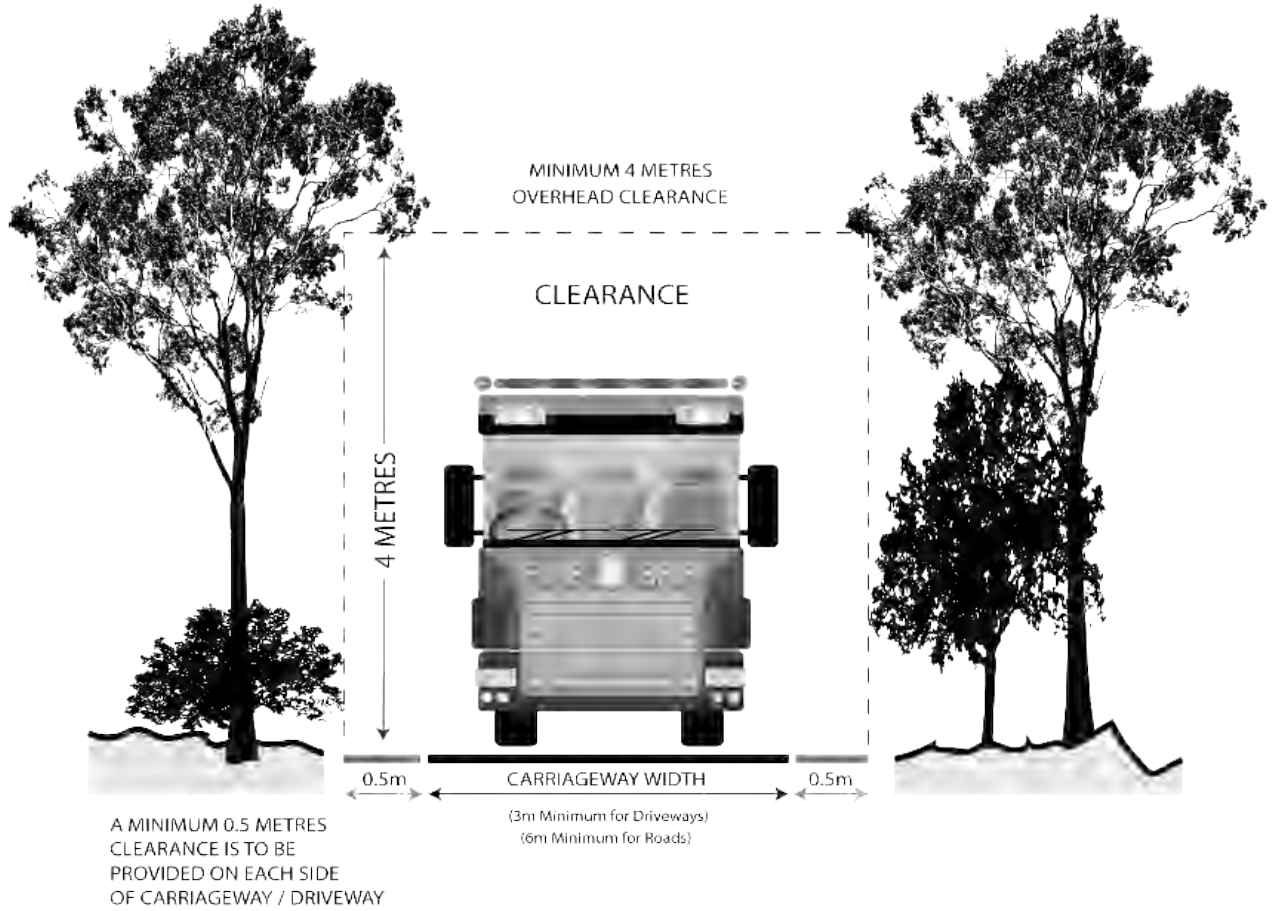 MINIMUM 4 METRES
OVERHEAD CLEARANCE
CLEARANCE
4 METRES
0.5m
CARRIAGEWAY WIDTH
0.5m
(3m Minimum for Driveways)
(6m Minimum for Roads)
A MINIMUM 0.5 METRES
CLEARANCE IS TO BE
PROVIDED ON EACH SIDE
OF CARRIAGEWAY / DRIVEWAY